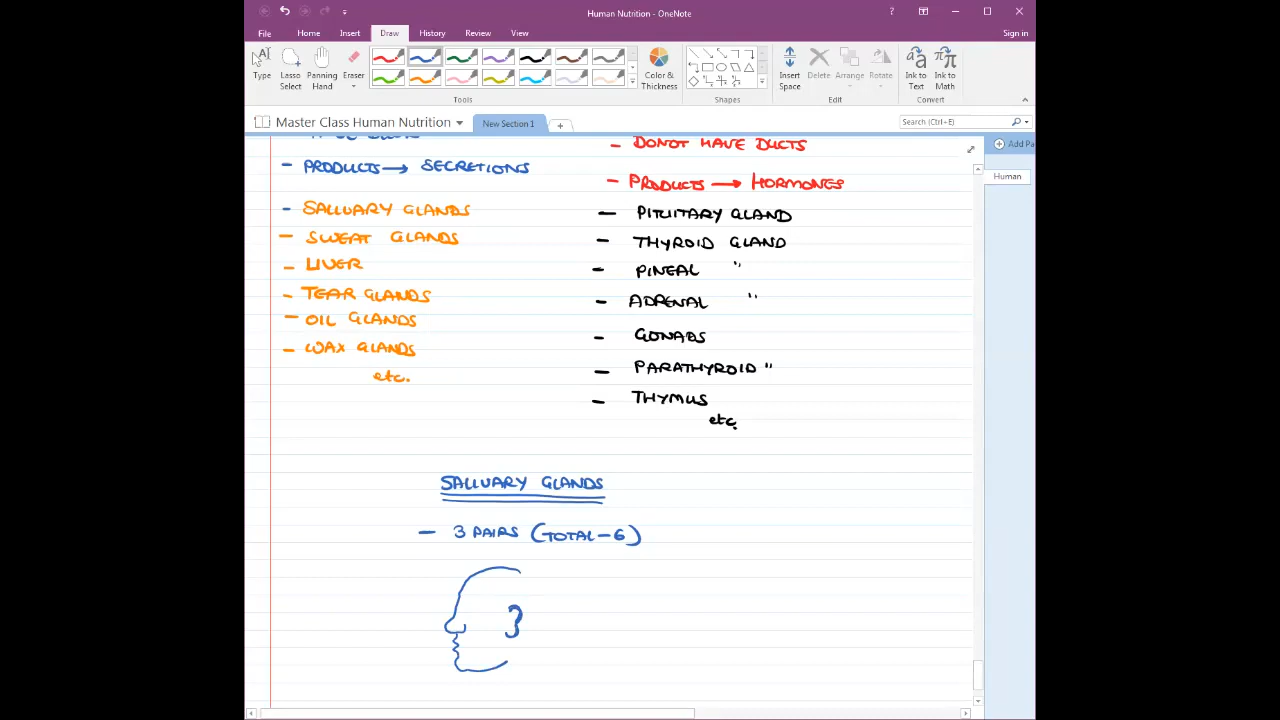 Human Nutrition - OneNote
File Home Insert Draw History Review View Sign in
Type
Lasso Select
Panning Hand
Eraser
Color & Thickness
Insert Space
Delete
Arrange
Rotate
Ink to Text
Ink to Math
Tools
Shapes
Edit
Convert
Master Class Human Nutrition
New Section 1
Search (Ctrl+E)
Add Pa
Human
- PRODUCTS → SECRETIONS
- SALIVARY GLANDS
- SWEAT GLANDS
- LIVER
- TEAR GLANDS
- OIL GLANDS
- WAX GLANDS
etc.
- DONOT HAVE DUCTS
- PRODUCTS → HORMONES
- PITUITARY GLAND
- THYROID GLAND
- PINEAL "
- ADRENAL "
- GONADS
- PARATHYROID "
- THYMUS
etc.
SALIVARY GLANDS
- 3 PAIRS (TOTAL-6)